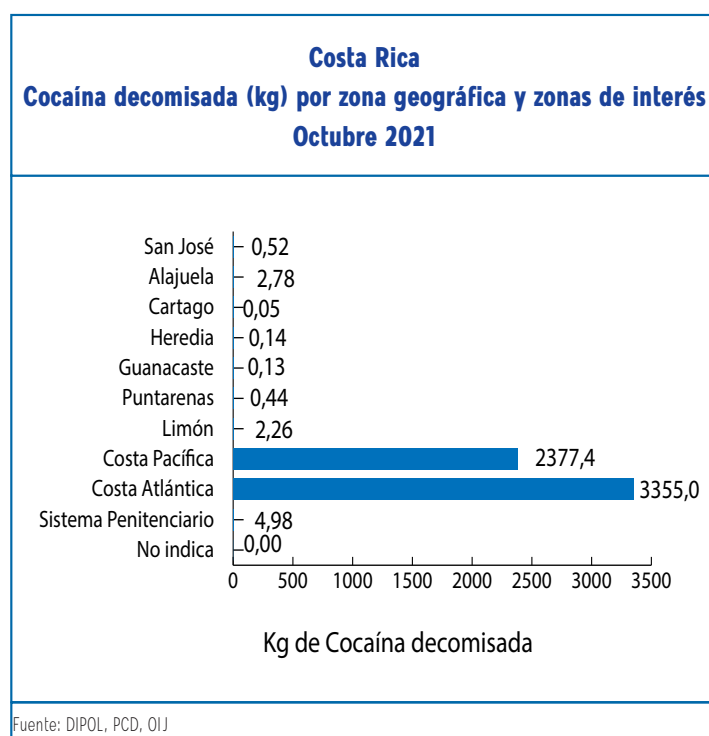 Costa Rica
Cocaína decomisada (kg) por zona geográfica y zonas de interés
Octubre 2021
San José 0,52
Alajuela 2,78
Cartago 0,05
Heredia 0,14
Guanacaste 0,13
Puntarenas 0,44
Limón 2,26
Costa Pacífica 2377,4
Costa Atlántica 3355,0
Sistema Penitenciario 4,98
No indica 0,00
0 500 1000 1500 2000 2500 3000 3500
Kg de Cocaína decomisada
Fuente: DIPOL, PCD, OIJ